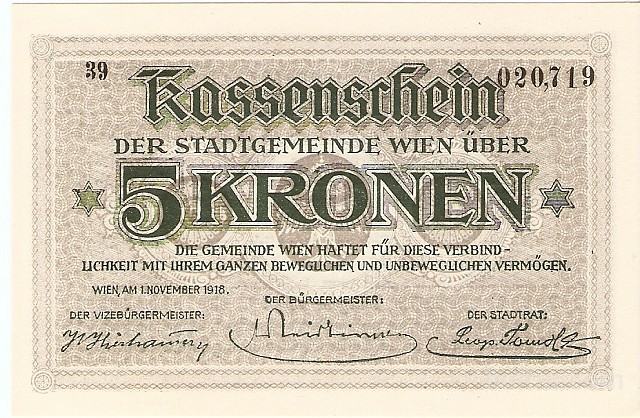 39
020,719
Kassenschein
DER STADTGEMEINDE WIEN ÜBER
5 KRONEN
DIE GEMEINDE WIEN HAFTET FÜR DIESE VERBIND-
LICHKEIT MIT IHREM GANZEN BEWEGLICHEN UND UNBEWEGLICHEN VERMÖGEN.
WIEN, AM 1. NOVEMBER 1918.
DER BÜRGERMEISTER:
DER VIZEBÜRGERMEISTER:
DER STADTRAT: